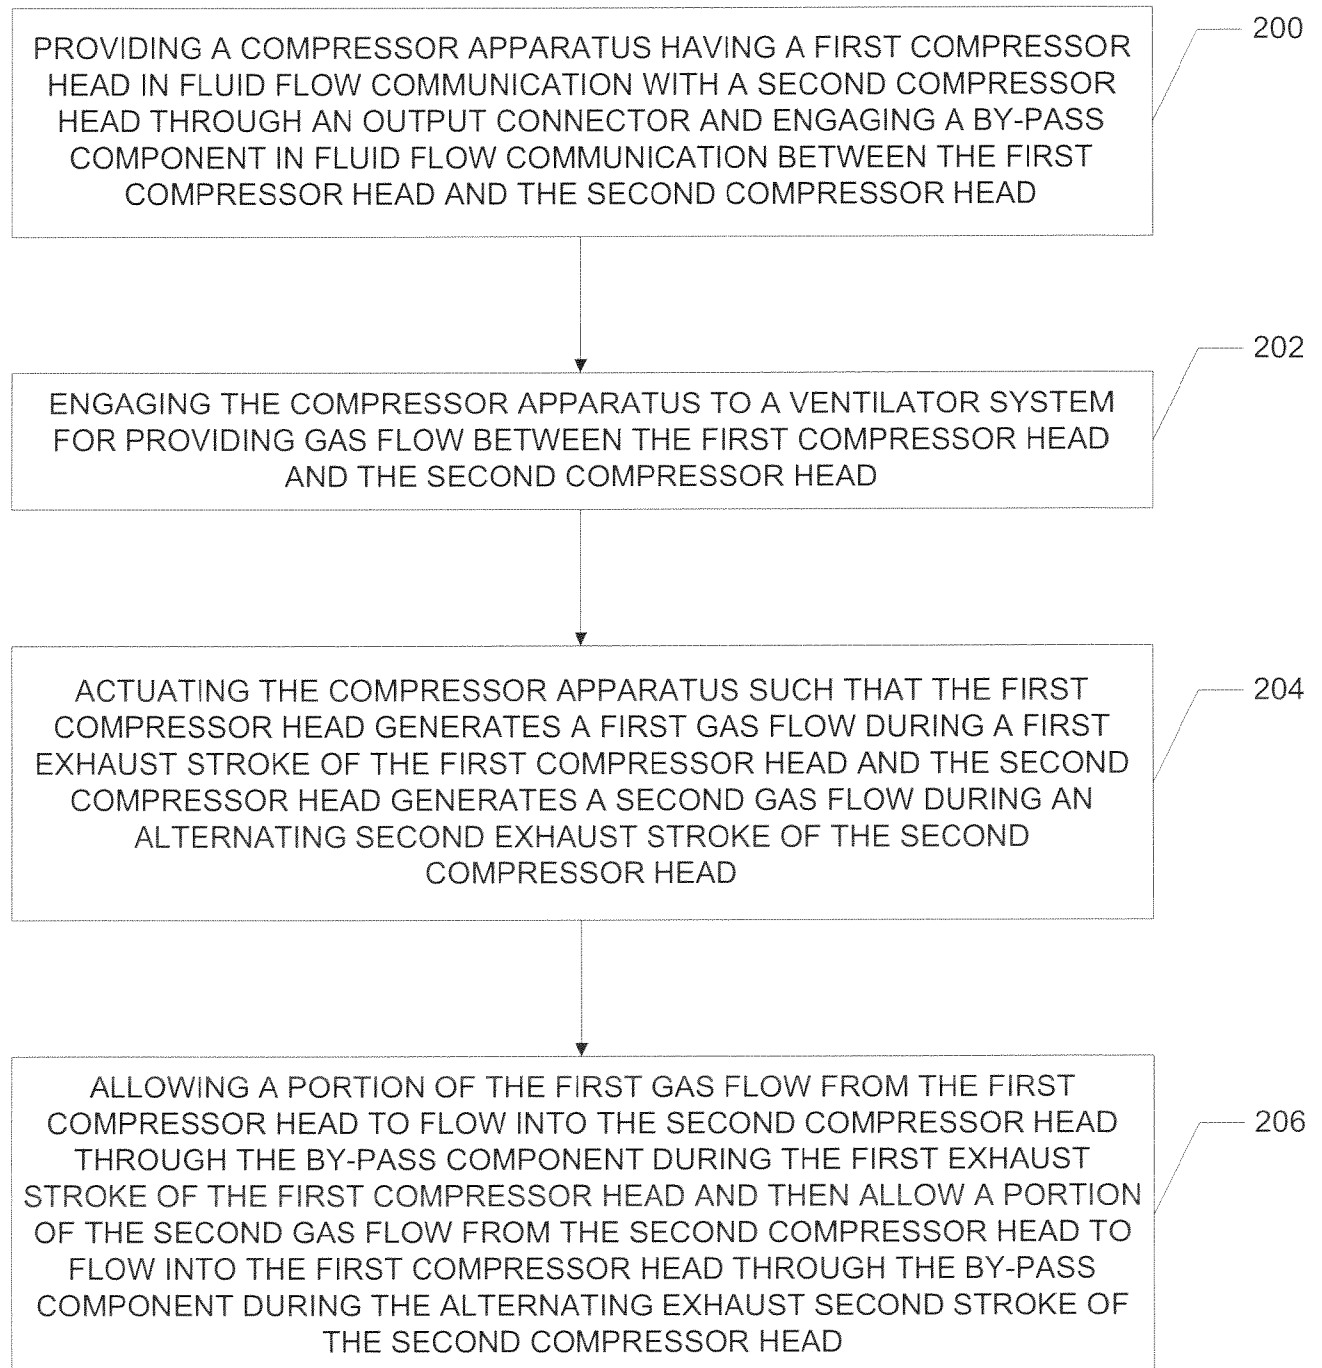 PROVIDING A COMPRESSOR APPARATUS HAVING A FIRST COMPRESSOR
HEAD IN FLUID FLOW COMMUNICATION WITH A SECOND COMPRESSOR
HEAD THROUGH AN OUTPUT CONNECTOR AND ENGAGING A BY-PASS
COMPONENT IN FLUID FLOW COMMUNICATION BETWEEN THE FIRST
COMPRESSOR HEAD AND THE SECOND COMPRESSOR HEAD
200
ENGAGING THE COMPRESSOR APPARATUS TO A VENTILATOR SYSTEM
FOR PROVIDING GAS FLOW BETWEEN THE FIRST COMPRESSOR HEAD
AND THE SECOND COMPRESSOR HEAD
202
ACTUATING THE COMPRESSOR APPARATUS SUCH THAT THE FIRST
COMPRESSOR HEAD GENERATES A FIRST GAS FLOW DURING A FIRST
EXHAUST STROKE OF THE FIRST COMPRESSOR HEAD AND THE SECOND
COMPRESSOR HEAD GENERATES A SECOND GAS FLOW DURING AN
ALTERNATING SECOND EXHAUST STROKE OF THE SECOND
COMPRESSOR HEAD
204
ALLOWING A PORTION OF THE FIRST GAS FLOW FROM THE FIRST
COMPRESSOR HEAD TO FLOW INTO THE SECOND COMPRESSOR HEAD
THROUGH THE BY-PASS COMPONENT DURING THE FIRST EXHAUST
STROKE OF THE FIRST COMPRESSOR HEAD AND THEN ALLOW A PORTION
OF THE SECOND GAS FLOW FROM THE SECOND COMPRESSOR HEAD TO
FLOW INTO THE FIRST COMPRESSOR HEAD THROUGH THE BY-PASS
COMPONENT DURING THE ALTERNATING EXHAUST SECOND STROKE OF
THE SECOND COMPRESSOR HEAD
206